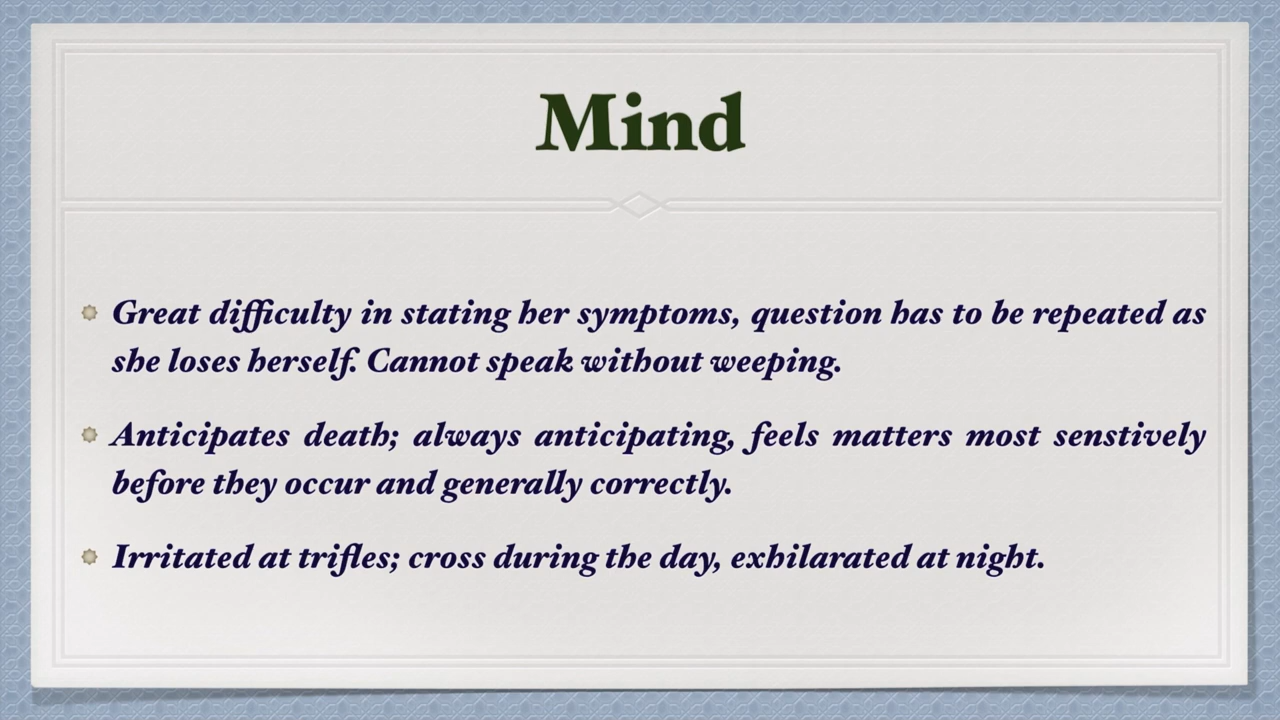 Mind
Great difficulty in stating her symptoms, question has to be repeated as
she loses herself. Cannot speak without weeping.
Anticipates death; always anticipating, feels matters most senstively
before they occur and generally correctly.
Irritated at trifles; cross during the day, exhilarated at night.